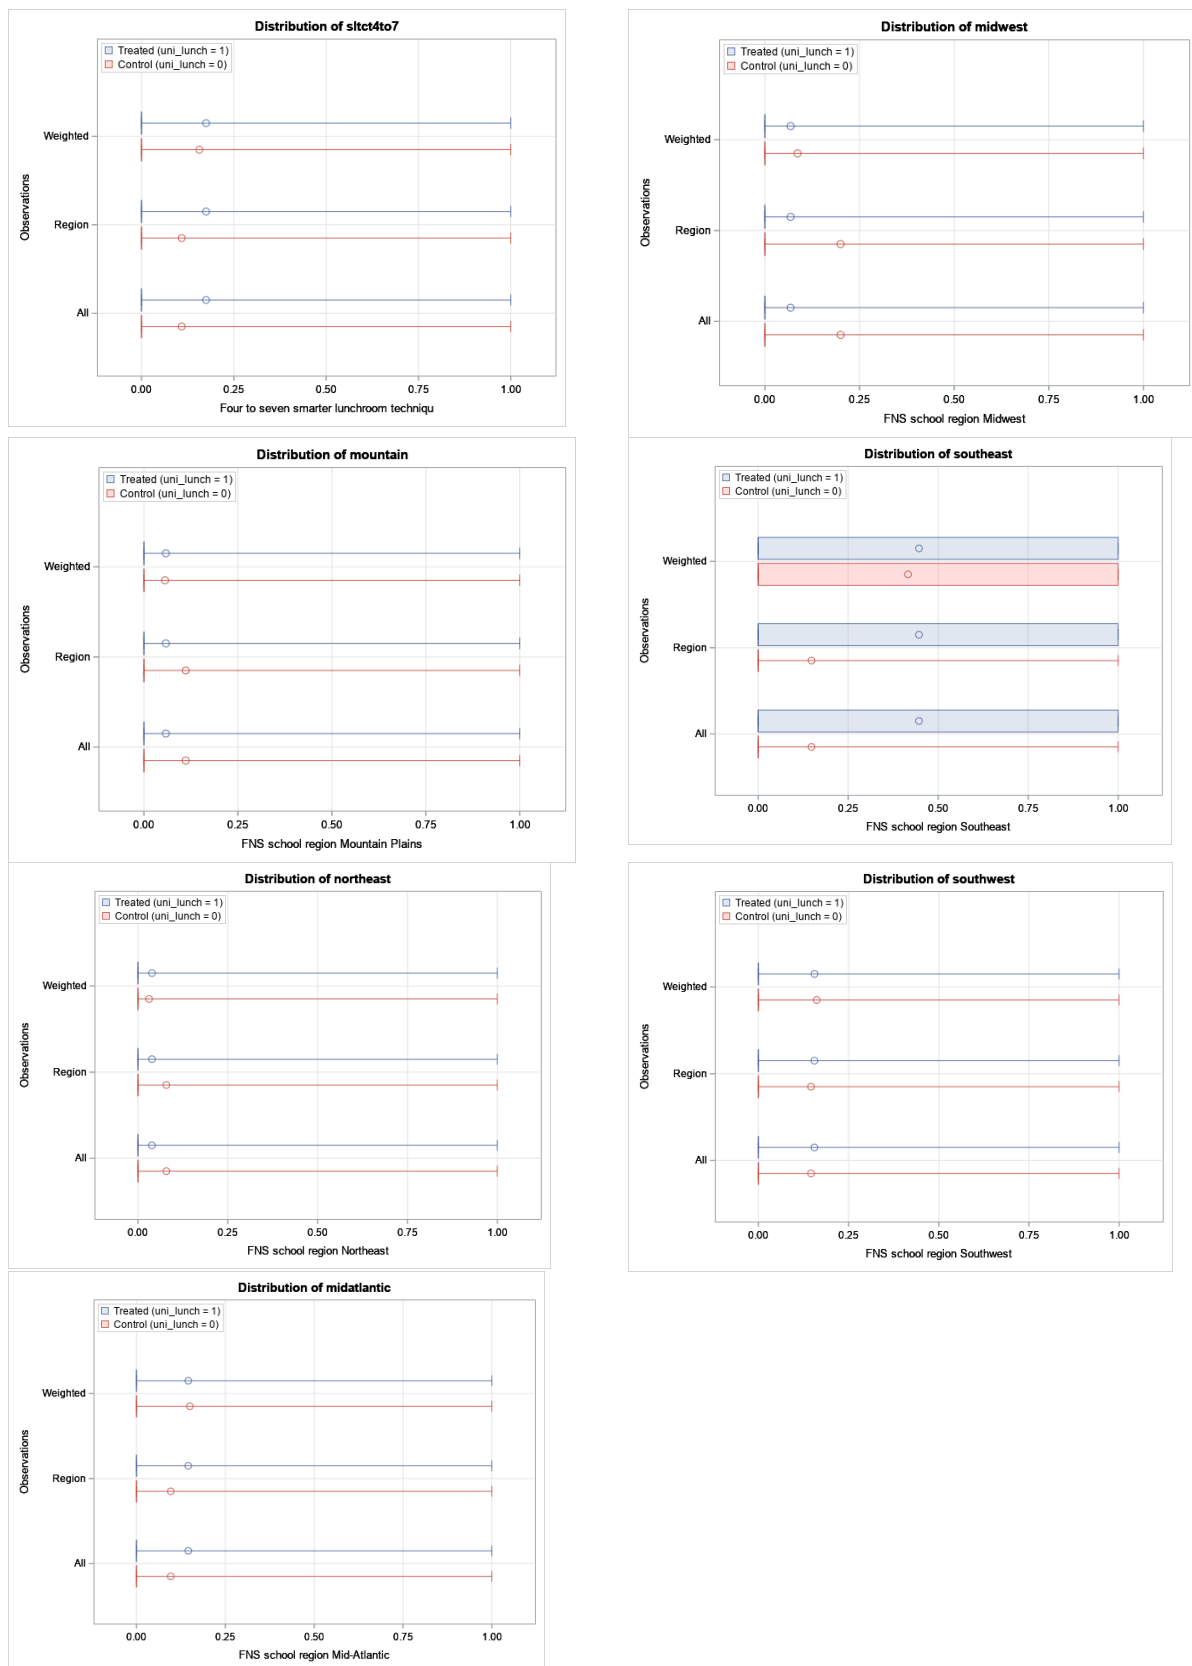 Distribution of sltct4to7
Treated (uni_lunch = 1)
Control (uni_lunch = 0)
Observations
Weighted
Region
All
0.00 0.25 0.50 0.75 1.00
Four to seven smarter lunchroom techniqu
Distribution of midwest
Treated (uni_lunch = 1)
Control (uni_lunch = 0)
Observations
Weighted
Region
All
0.00 0.25 0.50 0.75 1.00
FNS school region Midwest
Distribution of mountain
Treated (uni_lunch = 1)
Control (uni_lunch = 0)
Observations
Weighted
Region
All
0.00 0.25 0.50 0.75 1.00
FNS school region Mountain Plains
Distribution of southeast
Treated (uni_lunch = 1)
Control (uni_lunch = 0)
Observations
Weighted
Region
All
0.00 0.25 0.50 0.75 1.00
FNS school region Southeast
Distribution of northeast
Treated (uni_lunch = 1)
Control (uni_lunch = 0)
Observations
Weighted
Region
All
0.00 0.25 0.50 0.75 1.00
FNS school region Northeast
Distribution of southwest
Treated (uni_lunch = 1)
Control (uni_lunch = 0)
Observations
Weighted
Region
All
0.00 0.25 0.50 0.75 1.00
FNS school region Southwest
Distribution of midatlantic
Treated (uni_lunch = 1)
Control (uni_lunch = 0)
Observations
Weighted
Region
All
0.00 0.25 0.50 0.75 1.00
FNS school region Mid-Atlantic